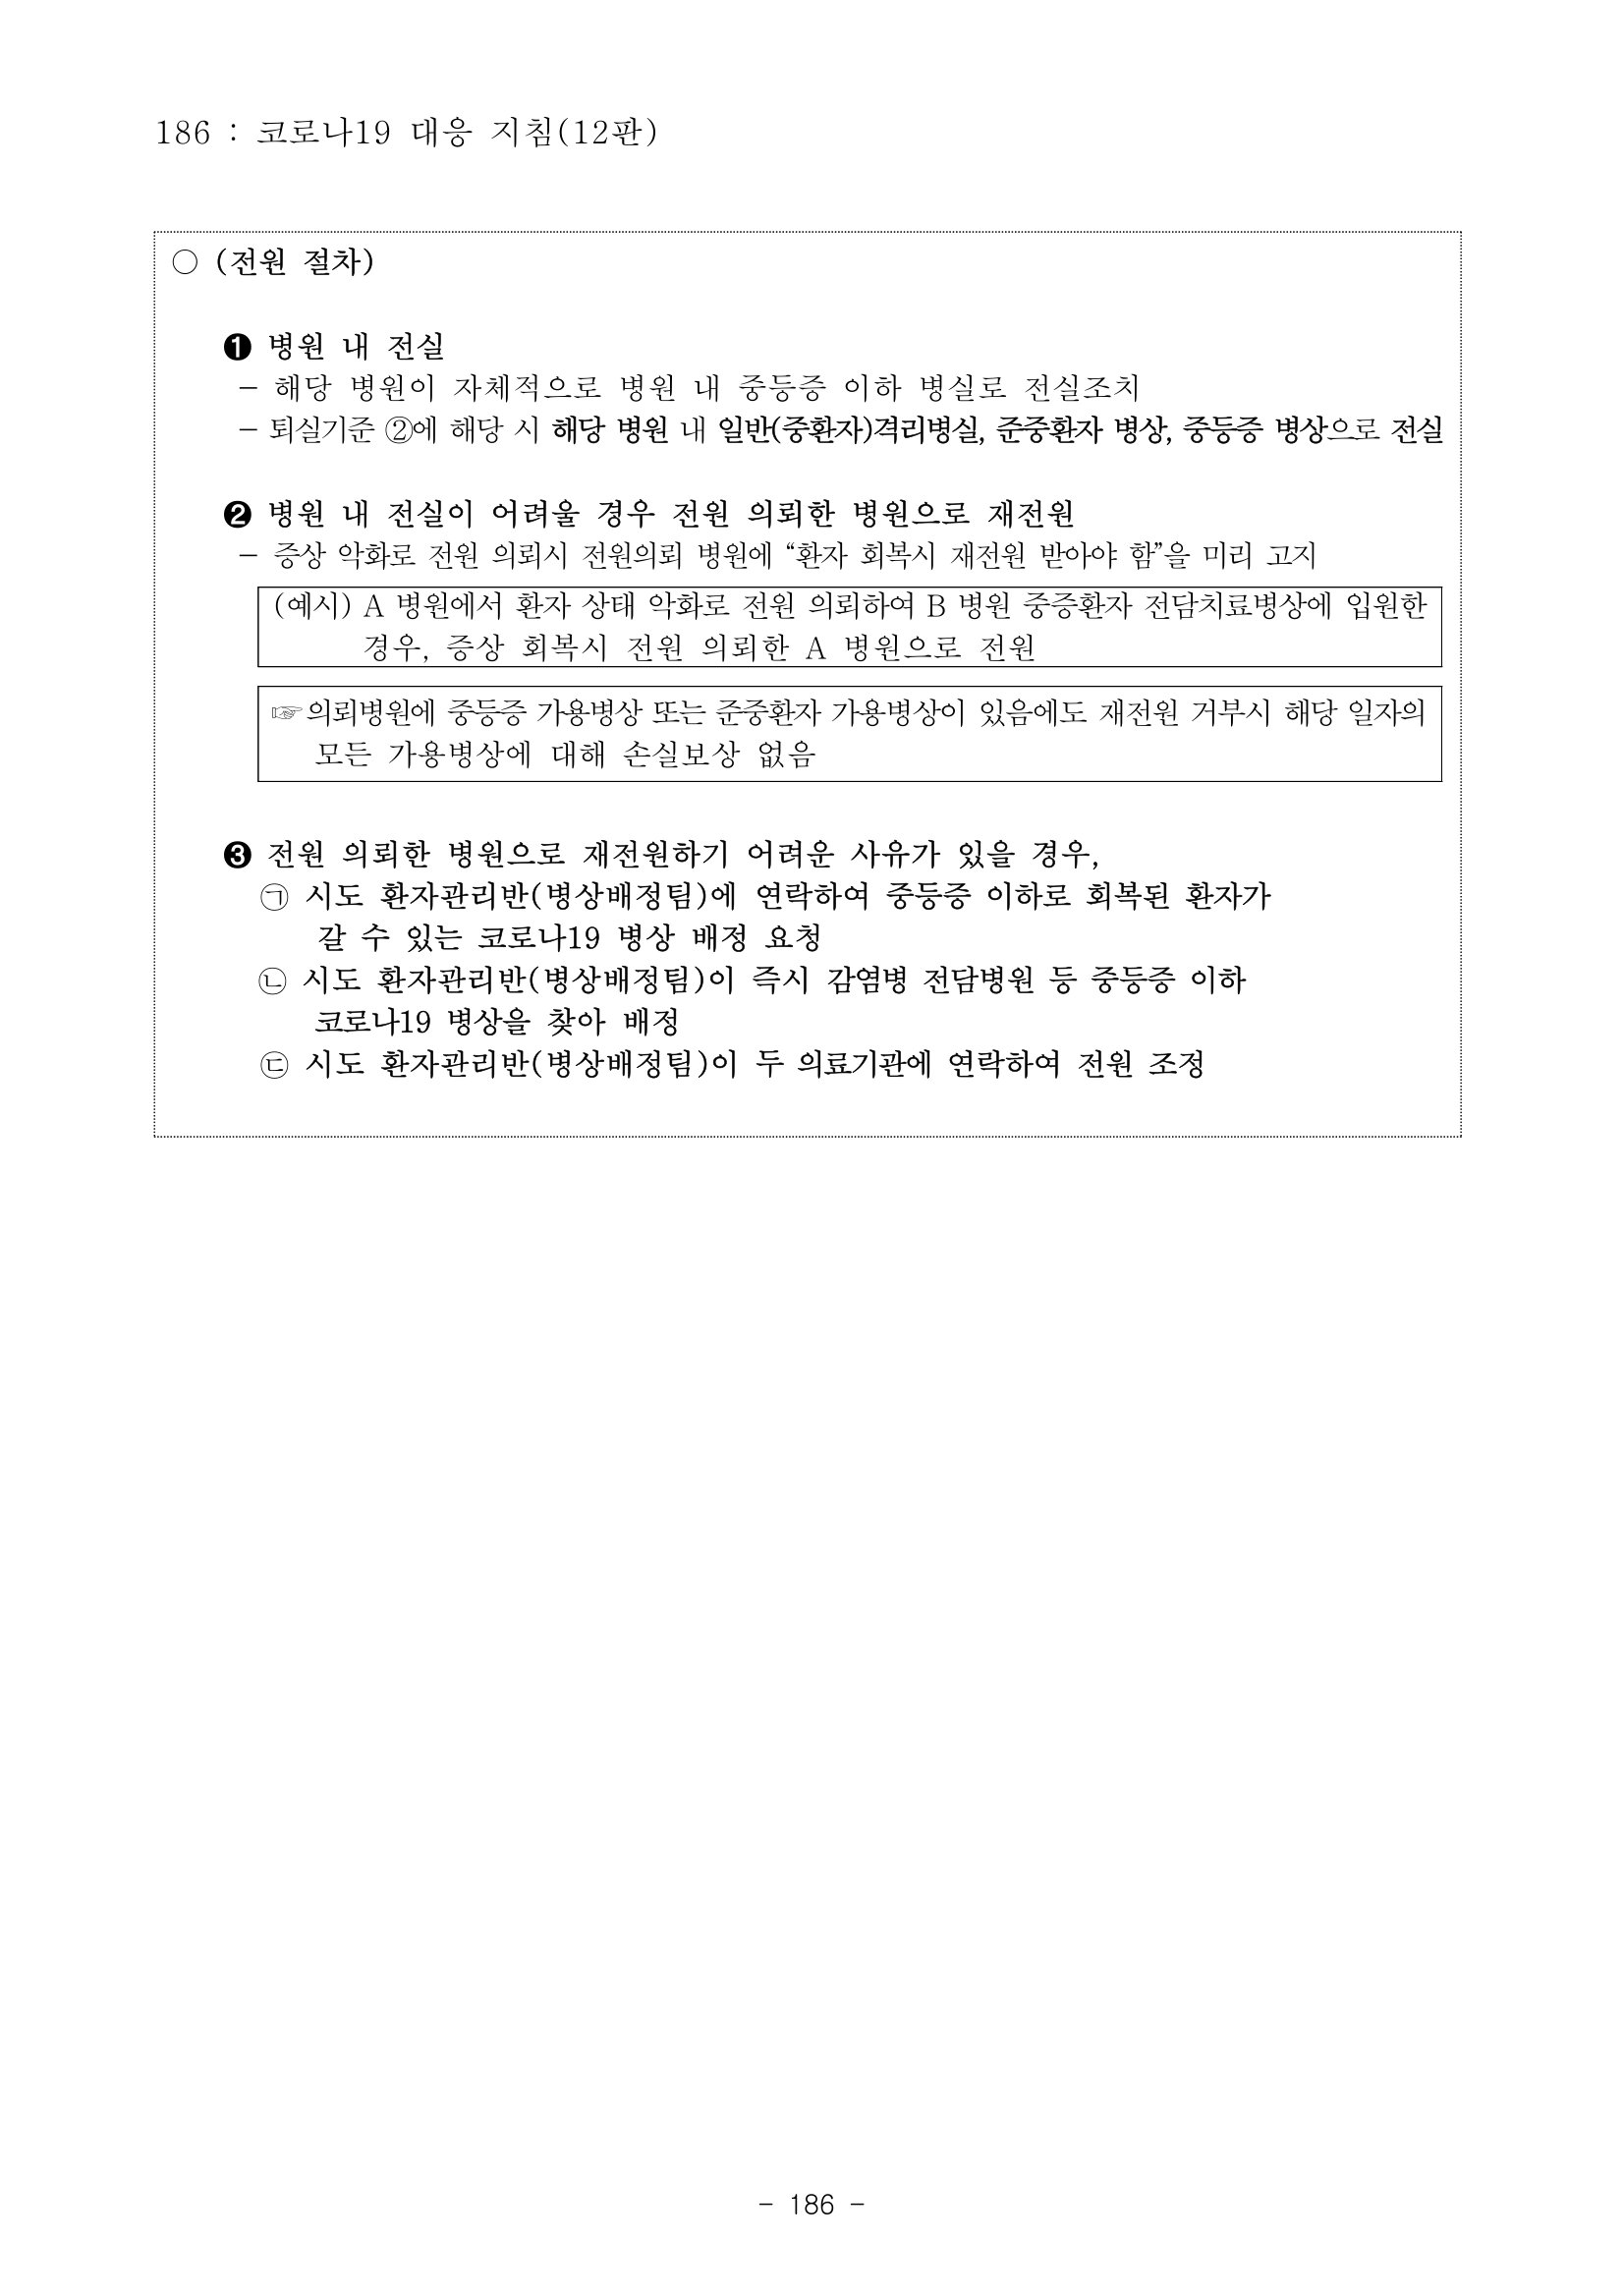 186 : 코로나19 대응 지침(12판)
○ (전원 절차)
❶ 병원 내 전실
- 해당 병원이 자체적으로 병원 내 중등증 이하 병실로 전실조치
- 퇴실기준 ②에 해당 시 해당 병원 내 일반(중환자)격리병실, 준중환자 병상, 중등증 병상으로 전실
❷ 병원 내 전실이 어려울 경우 전원 의뢰한 병원으로 재전원
- 증상 악화로 전원 의뢰시 전원의뢰 병원에 “환자 회복시 재전원 받아야 함”을 미리 고지
(예시) A 병원에서 환자 상태 악화로 전원 의뢰하여 B 병원 중증환자 전담치료병상에 입원한
경우, 증상 회복시 전원 의뢰한 A 병원으로 전원
☞의뢰병원에 중등증 가용병상 또는 준중환자 가용병상이 있음에도 재전원 거부시 해당 일자의
모든 가용병상에 대해 손실보상 없음
❸ 전원 의뢰한 병원으로 재전원하기 어려운 사유가 있을 경우,
㉠ 시도 환자관리반(병상배정팀)에 연락하여 중등증 이하로 회복된 환자가
갈 수 있는 코로나19 병상 배정 요청
㉡ 시도 환자관리반(병상배정팀)이 즉시 감염병 전담병원 등 중등증 이하
코로나19 병상을 찾아 배정
㉢ 시도 환자관리반(병상배정팀)이 두 의료기관에 연락하여 전원 조정
- 186 -